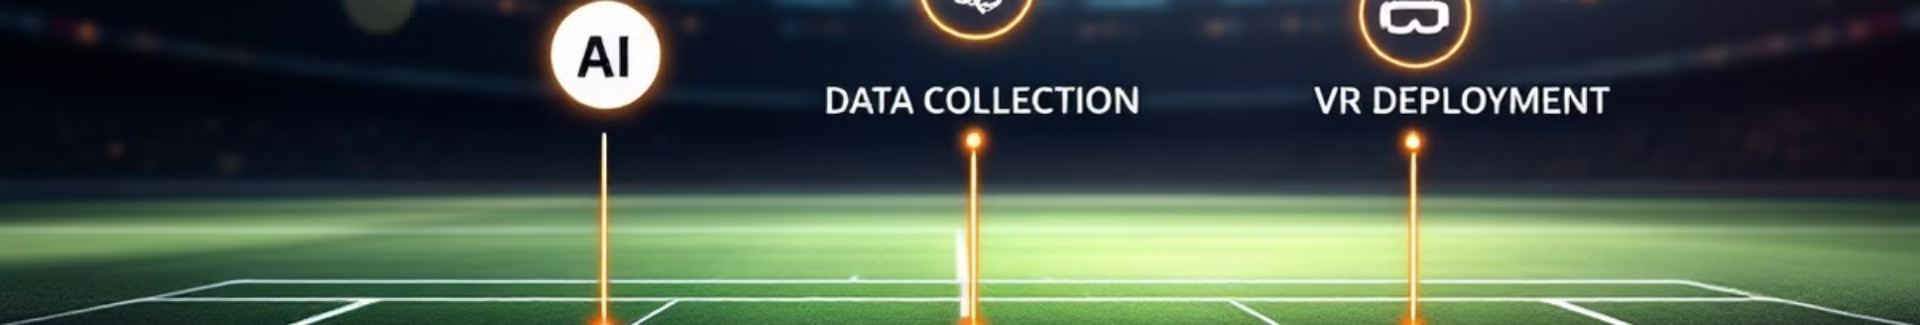 AI
DATA COLLECTION
VR DEPLOYMENT